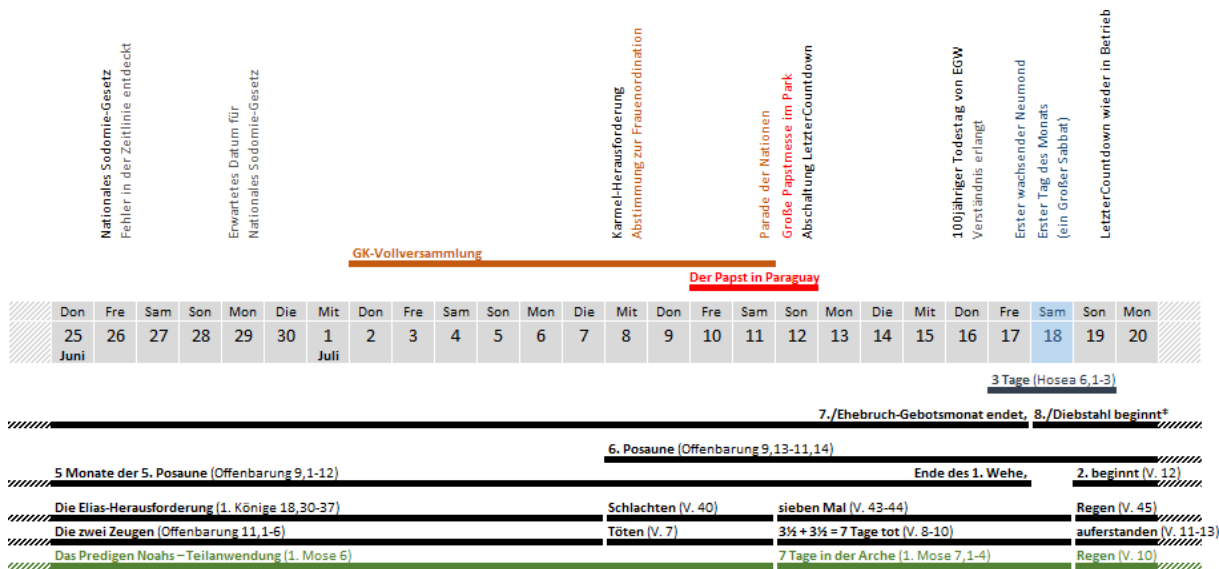 Nationales Sodomie-Gesetz
Fehler in der Zeitlinie entdeckt
Erwartetes Datum für
Nationales Sodomie-Gesetz
Karmel-Herausforderung
Abstimmung zur Frauenordination
Parade der Nationen
Große Papstmesse im Park
Abschaltung LetzterCountdown
100jähriger Todestag von EGW
Verständnis erlangt
Erster wachsender Neumond
Erster Tag des Monats
(ein Großer Sabbat)
LetzterCountdown wieder in Betrieb
GK-Vollversammlung
Der Papst in Paraguay
Don Fre Sam Son Mon Die Mit Don Fre Sam Son Mon Die Mit Don Fre Sam Son Mon Die Mit Don Fre Sam Son Mon
25 26 27 28 29 30 1 2 3 4 5 6 7 8 9 10 11 12 13 14 15 16 17 18 19 20
Juni Juli
3 Tage (Hosea 6,1-3)
7./Ehebruch-Gebotsmonat endet, 8./Diebstahl beginnt*
6. Posaune (Offenbarung 9,13-11,14)
5 Monate der 5. Posaune (Offenbarung 9,1-12) Ende des 1. Wehe, 2. beginnt (V. 12)
Die Elias-Herausforderung (1. Könige 18,30-37) Schlachten (V. 40) sieben Mal (V. 43-44) Regen (V. 45)
Die zwei Zeugen (Offenbarung 11,1-6) Töten (V. 7) 3½ + 3½ = 7 Tage tot (V. 8-10) auferstanden (V. 11-13)
Das Predigen Noahs – Teilanwendung (1. Mose 6) 7 Tage in der Arche (1. Mose 7,1-4) Regen (V. 10)